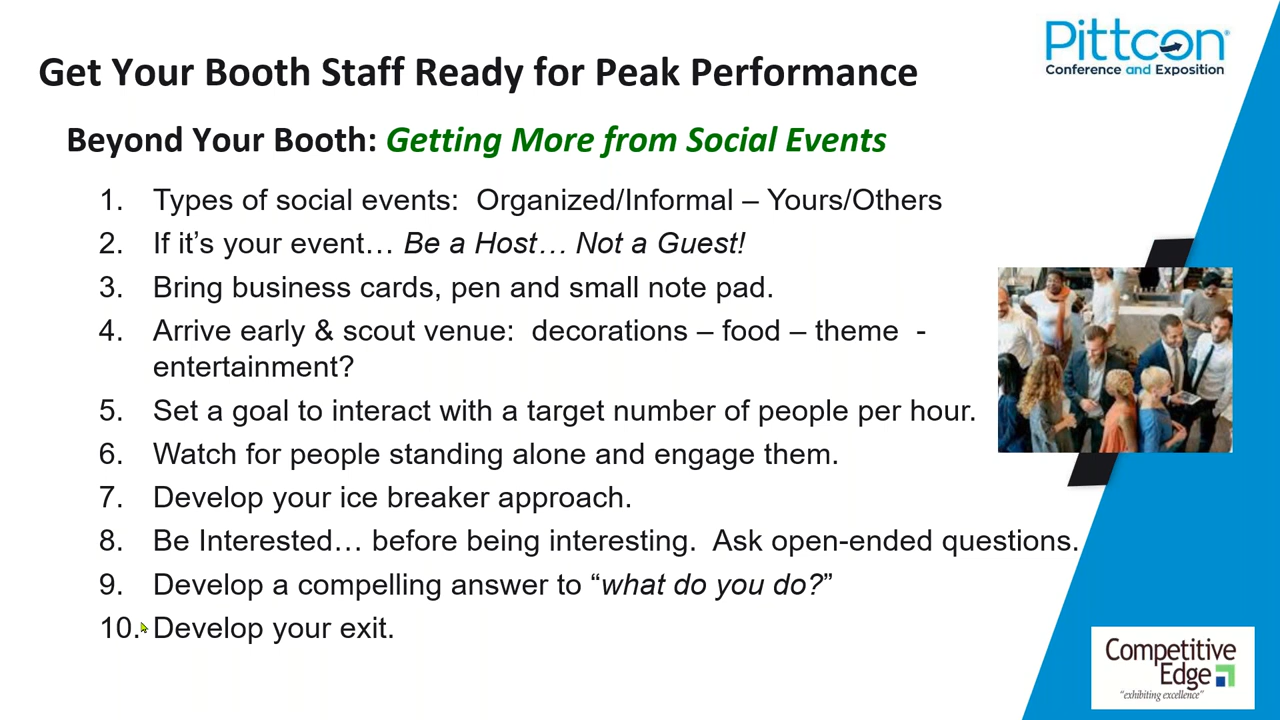 Pittcon®
Conference and Exposition
Get Your Booth Staff Ready for Peak Performance
Beyond Your Booth: Getting More from Social Events
1. Types of social events:  Organized/Informal – Yours/Others
2. If it’s your event… Be a Host… Not a Guest!
3. Bring business cards, pen and small note pad.
4. Arrive early & scout venue:  decorations – food – theme  -
entertainment?
5. Set a goal to interact with a target number of people per hour.
6. Watch for people standing alone and engage them.
7. Develop your ice breaker approach.
8. Be Interested… before being interesting.  Ask open-ended questions.
9. Develop a compelling answer to “what do you do?”
10. Develop your exit.
Competitive
Edge
“exhibiting excellence”